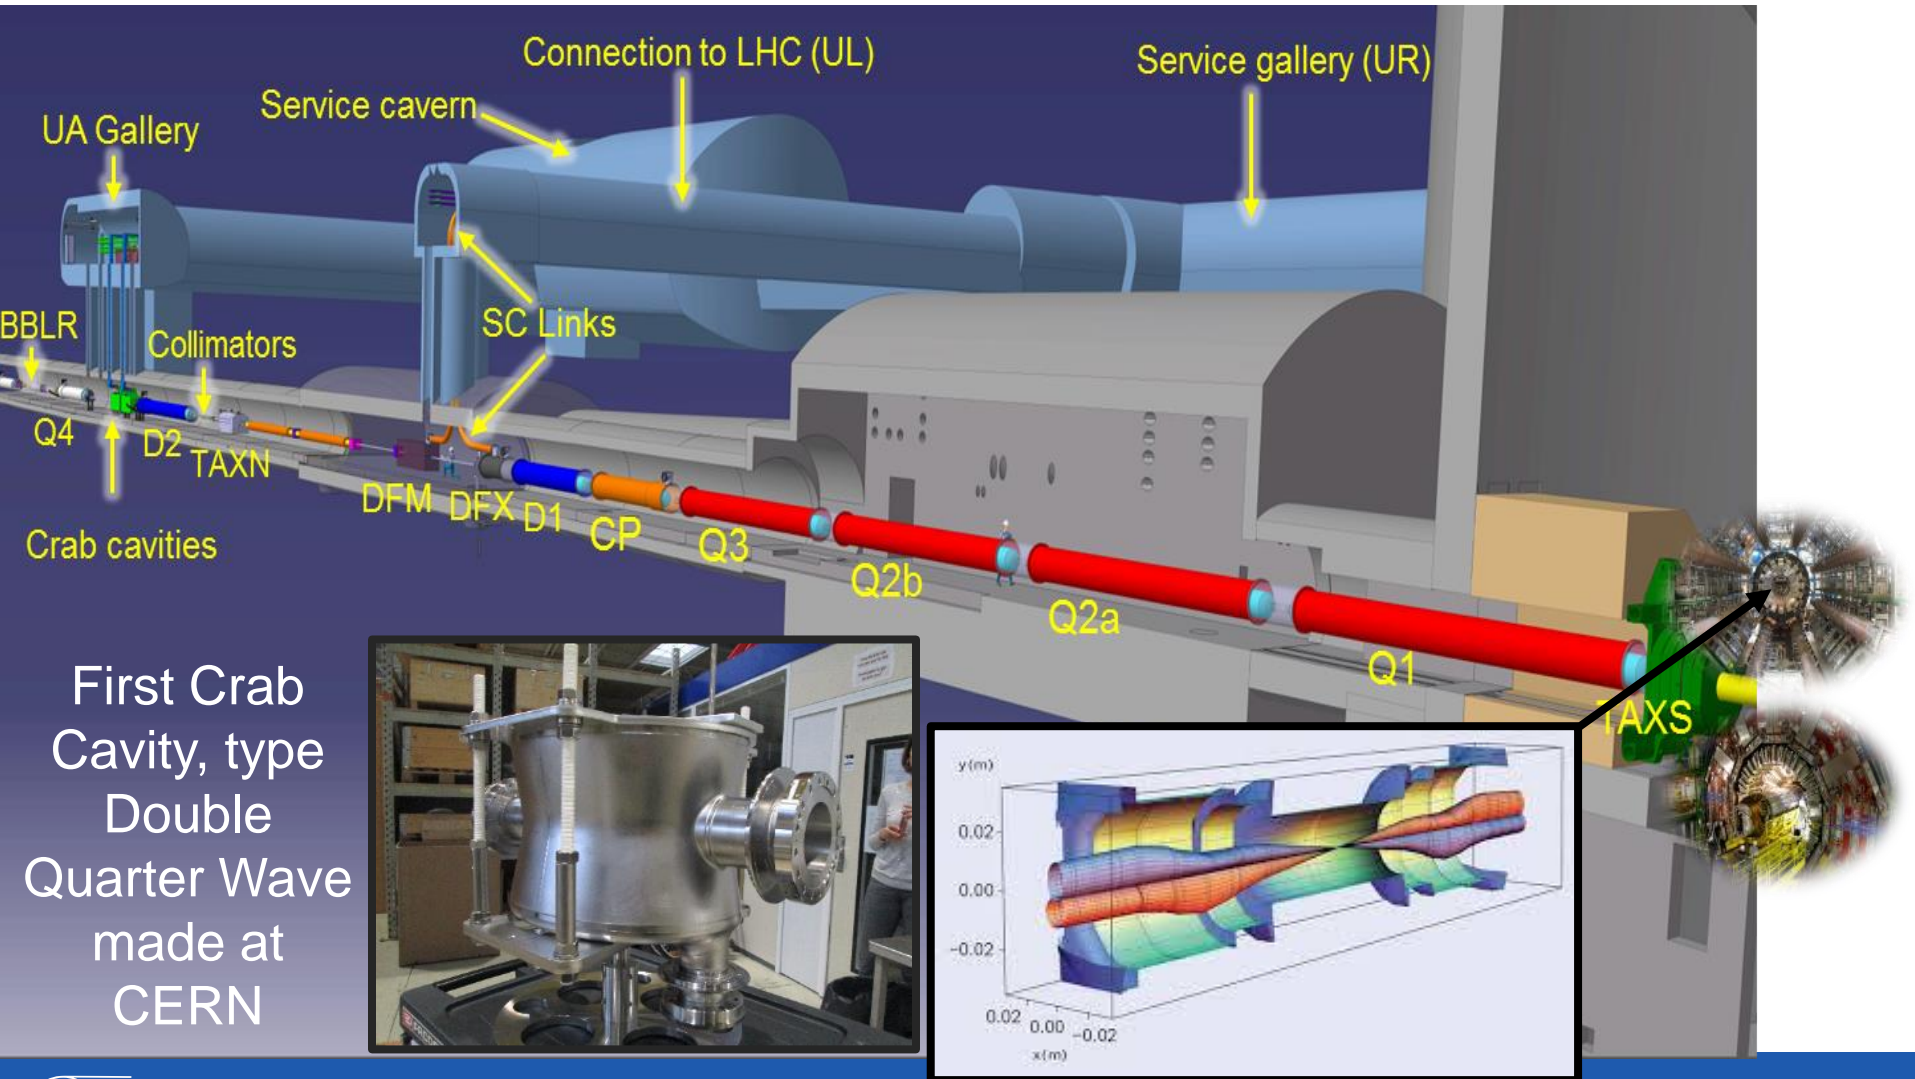 Connection to LHC (UL)
Service gallery (UR)
Service cavern
UA Gallery
SC Links
BBLR
Collimators
Q4
D2
TAXN
Crab cavities
DFM
DFX
D1
CP
Q3
Q2b
Q2a
Q1
TAXS
First Crab
Cavity, type
Double
Quarter Wave
made at
CERN
y(m)
0.02
0.00
-0.02
0.02
0.00
-0.02
x(m)